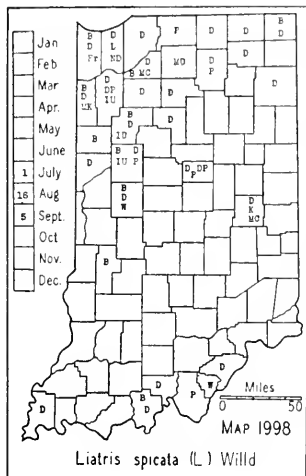 D D F D D B
B L D
D ND
Fr D MD D D
MC P
B D D
D DP D
MK IU
D
B
IU
B D
D IU P
D DP
P
B
D
W
D
K
MC
B
D
W
D
B
D
P
D
Jan
Feb
Mar
Apr.
May
June
1 July
16 Aug
5 Sept.
Oct
Nov.
Dec.
Miles
0 50
MAP 1998
Liatris spicata (L.) Willd